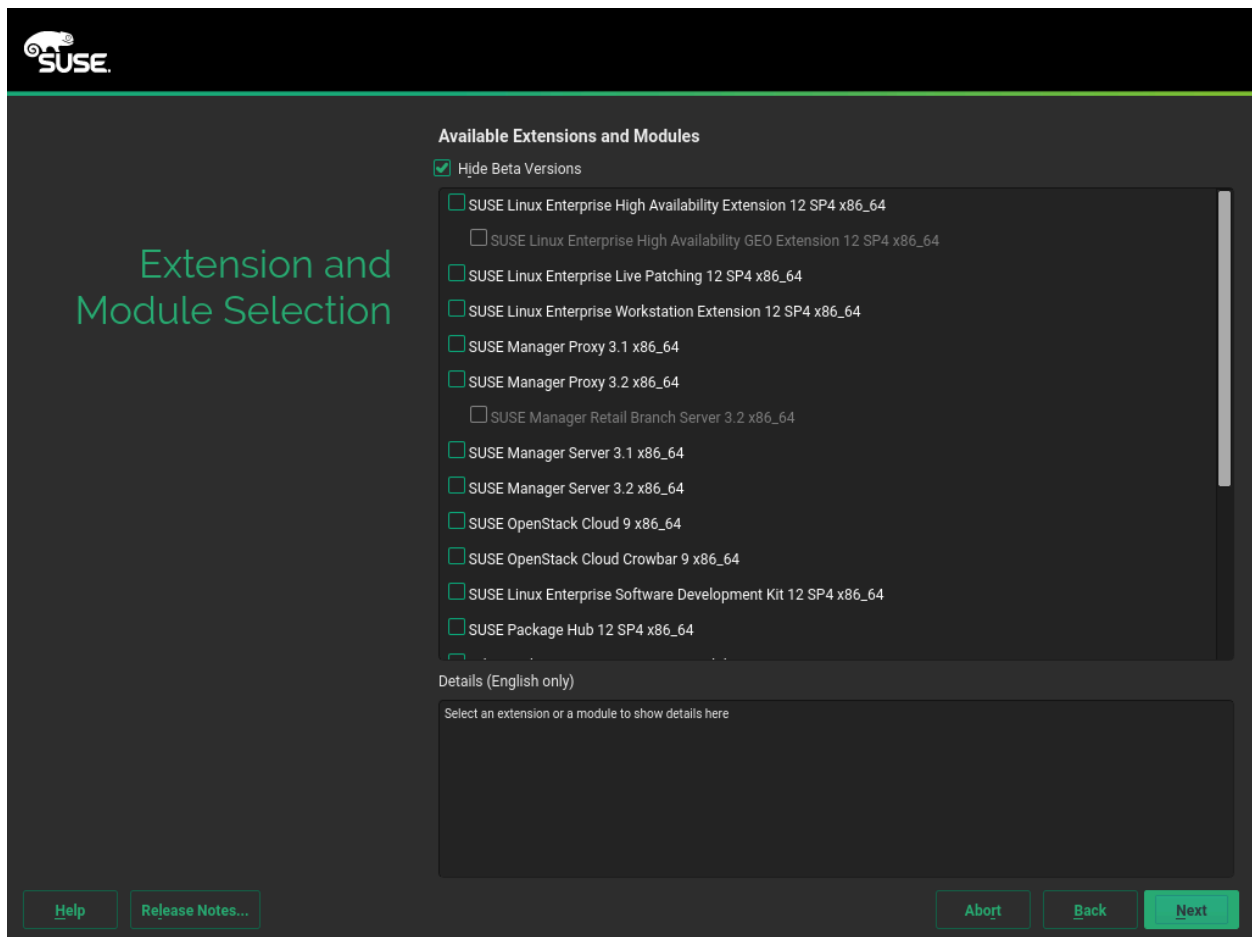 SUSE.
Available Extensions and Modules
Hide Beta Versions
SUSE Linux Enterprise High Availability Extension 12 SP4 x86_64
SUSE Linux Enterprise High Availability GEO Extension 12 SP4 x86_64
Extension and
Module Selection
SUSE Linux Enterprise Live Patching 12 SP4 x86_64
SUSE Linux Enterprise Workstation Extension 12 SP4 x86_64
SUSE Manager Proxy 3.1 x86_64
SUSE Manager Proxy 3.2 x86_64
SUSE Manager Retail Branch Server 3.2 x86_64
SUSE Manager Server 3.1 x86_64
SUSE Manager Server 3.2 x86_64
SUSE OpenStack Cloud 9 x86_64
SUSE OpenStack Cloud Crowbar 9 x86_64
SUSE Linux Enterprise Software Development Kit 12 SP4 x86_64
SUSE Package Hub 12 SP4 x86_64
Details (English only)
Select an extension or a module to show details here
Help
Release Notes...
Abort
Back
Next